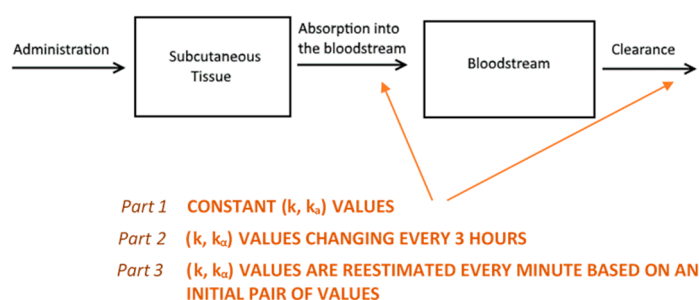 Administration
Subcutaneous
Tissue
Absorption into
the bloodstream
Bloodstream
Clearance
Part 1 CONSTANT (k, kₐ) VALUES
Part 2 (k, kα) VALUES CHANGING EVERY 3 HOURS
Part 3 (k, kα) VALUES ARE REESTIMATED EVERY MINUTE BASED ON AN
INITIAL PAIR OF VALUES